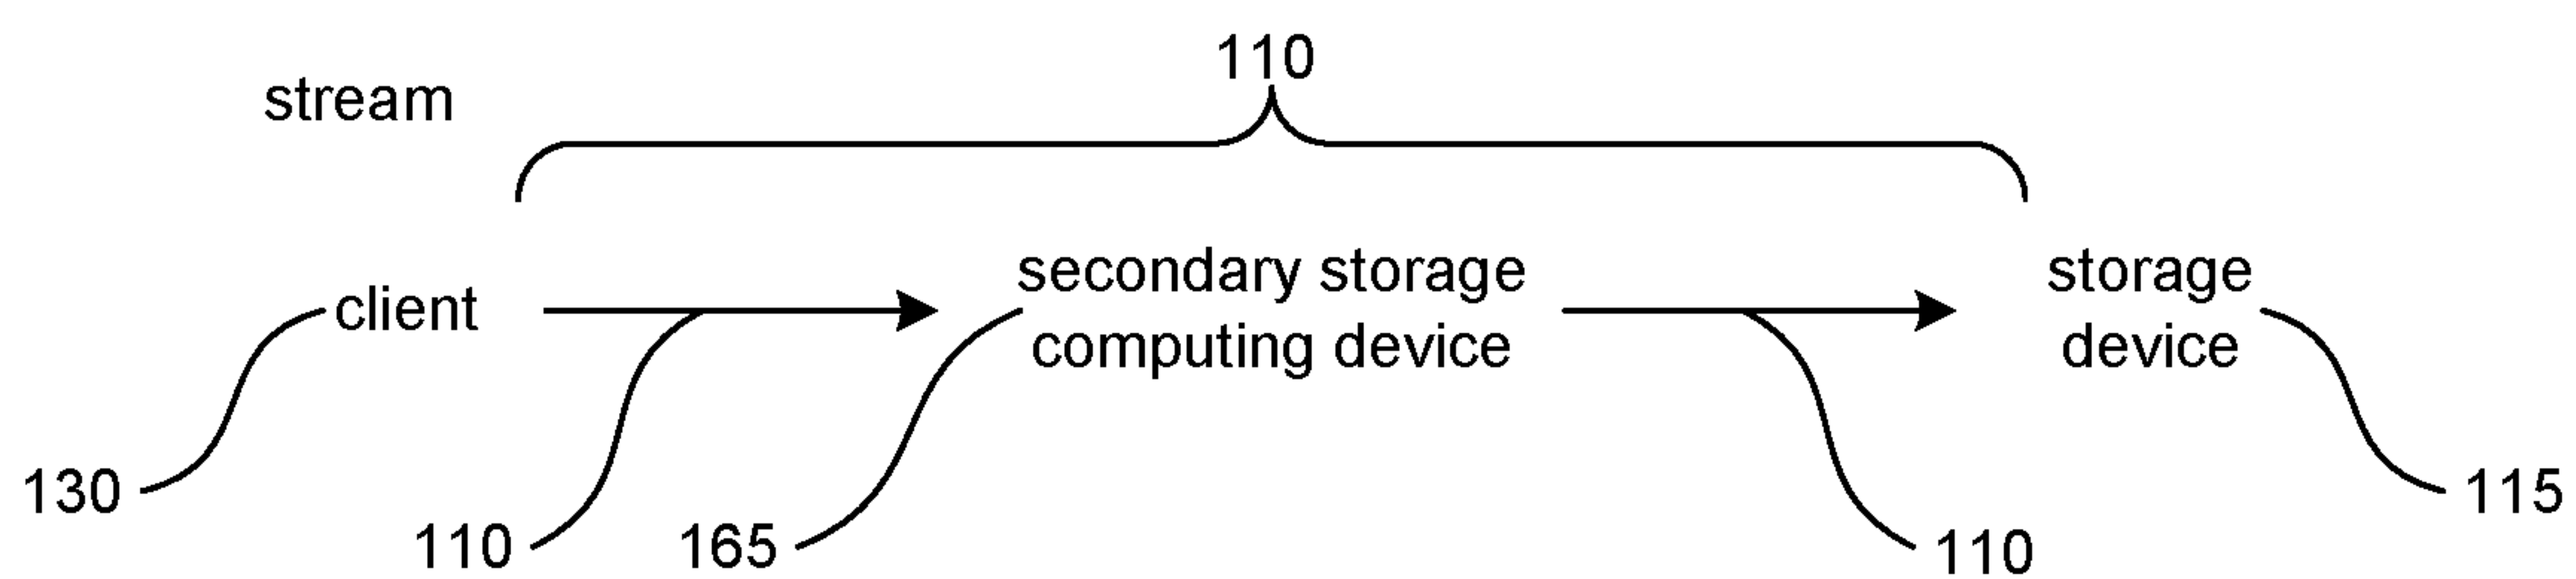 110
stream
client
secondary storage
computing device
storage
device
130
110
165
110
115